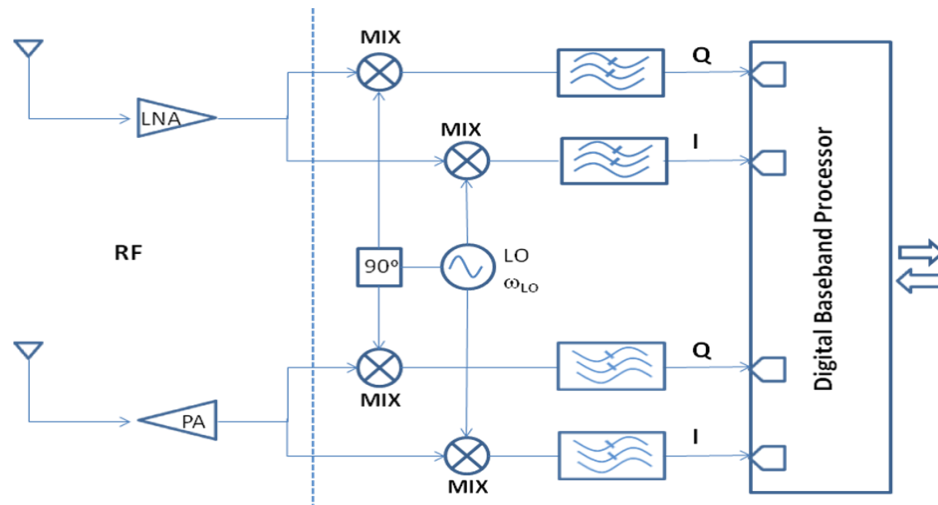 MIX
Q
LNA
MIX
I
RF
90°
LO
ωLO
Digital Baseband Processor
Q
PA
MIX
I
MIX